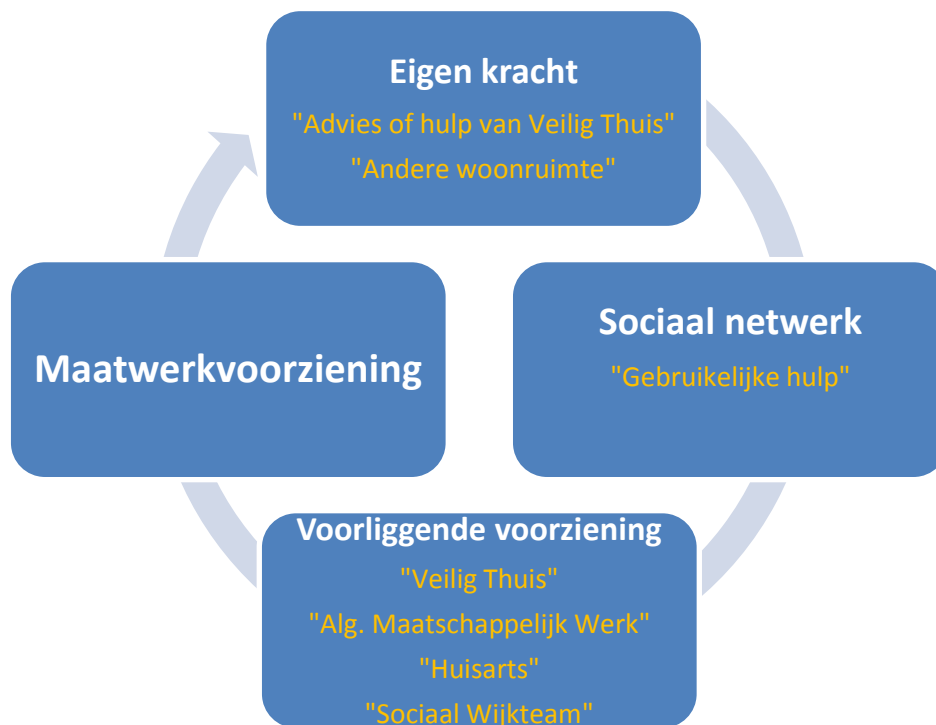 Eigen kracht
"Advies of hulp van Veilig Thuis"
"Andere woonruimte"
Sociaal netwerk
"Gebruikelijke hulp"
Voorliggende voorziening
"Veilig Thuis"
"Alg. Maatschappelijk Werk"
"Huisarts"
"Sociaal Wijkteam"
Maatwerkvoorziening